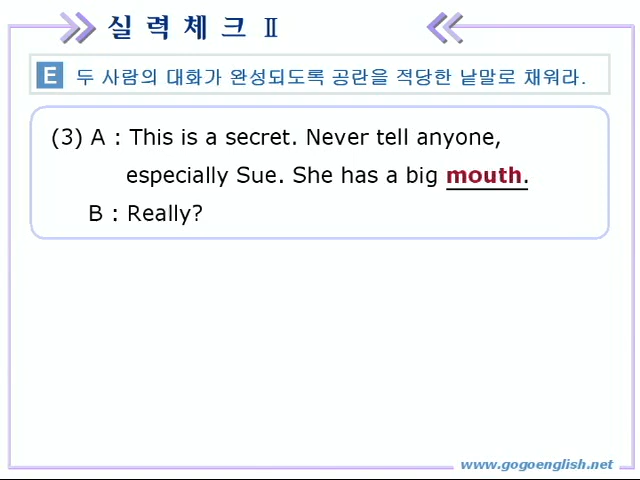 실력체크 Ⅱ
E 두 사람의 대화가 완성되도록 공란을 적당한 낱말로 채워라.
(3) A : This is a secret. Never tell anyone,
especially Sue. She has a big mouth.
B : Really?
www.gogoenglish.net